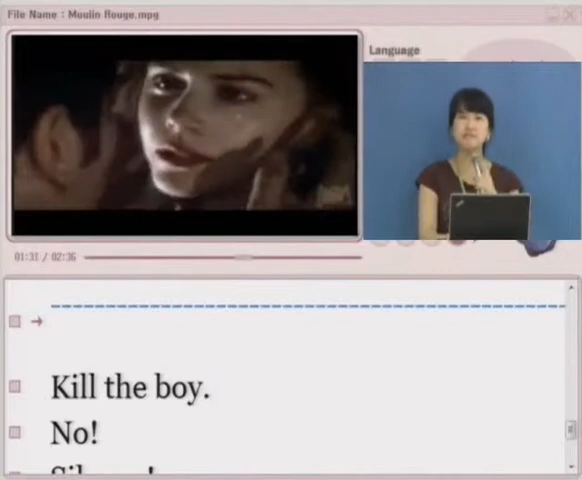 File Name : Moulin Rouge.mpg
Language
01:31 / 02:36
Kill the boy.
No!